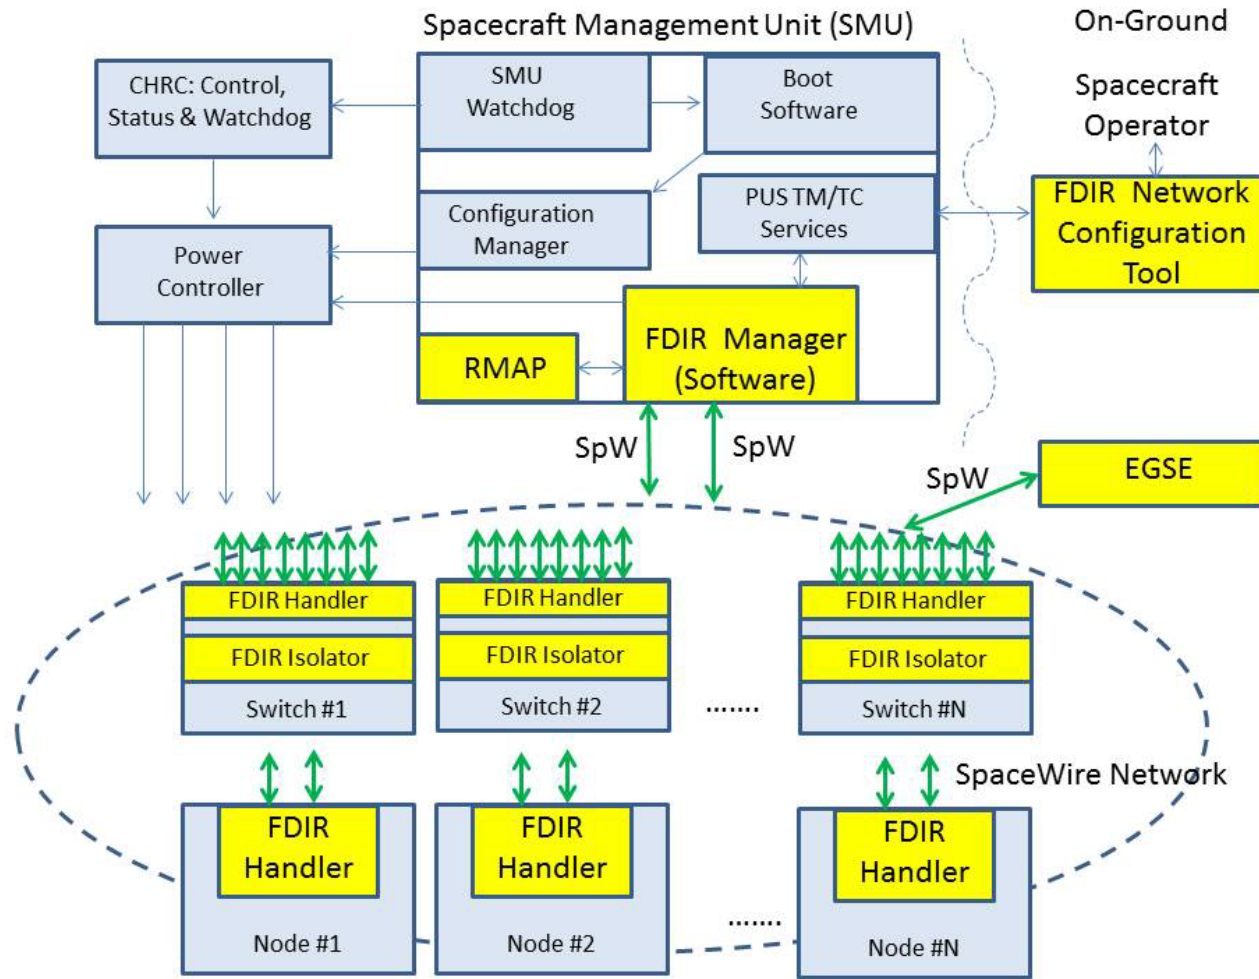 Spacecraft Management Unit (SMU)
On-Ground
CHRC: Control,
Status & Watchdog
SMU
Watchdog
Boot
Software
Spacecraft
Operator
Configuration
Manager
PUS TM/TC
Services
FDIR Network
Configuration
Tool
Power
Controller
RMAP
FDIR Manager
(Software)
SpW
SpW
SpW
EGSE
FDIR Handler
FDIR Isolator
Switch #1
FDIR Handler
FDIR Isolator
Switch #2
.......
FDIR Handler
FDIR Isolator
Switch #N
SpaceWire Network
FDIR
Handler
Node #1
FDIR
Handler
Node #2
.......
FDIR
Handler
Node #N